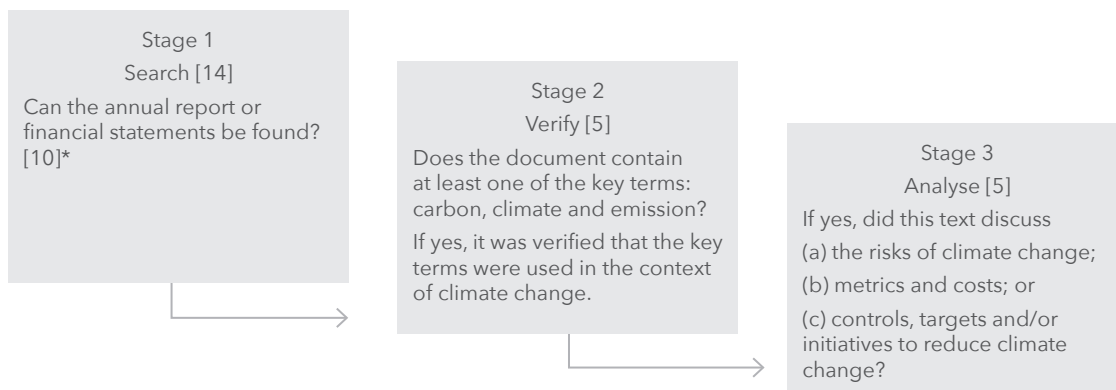 Stage 1
Search [14]
Can the annual report or
financial statements be found?
[10]*
Stage 2
Verify [5]
Does the document contain
at least one of the key terms:
carbon, climate and emission?
If yes, it was verified that the key
terms were used in the context
of climate change.
Stage 3
Analyse [5]
If yes, did this text discuss
(a) the risks of climate change;
(b) metrics and costs; or
(c) controls, targets and/or
initiatives to reduce climate
change?